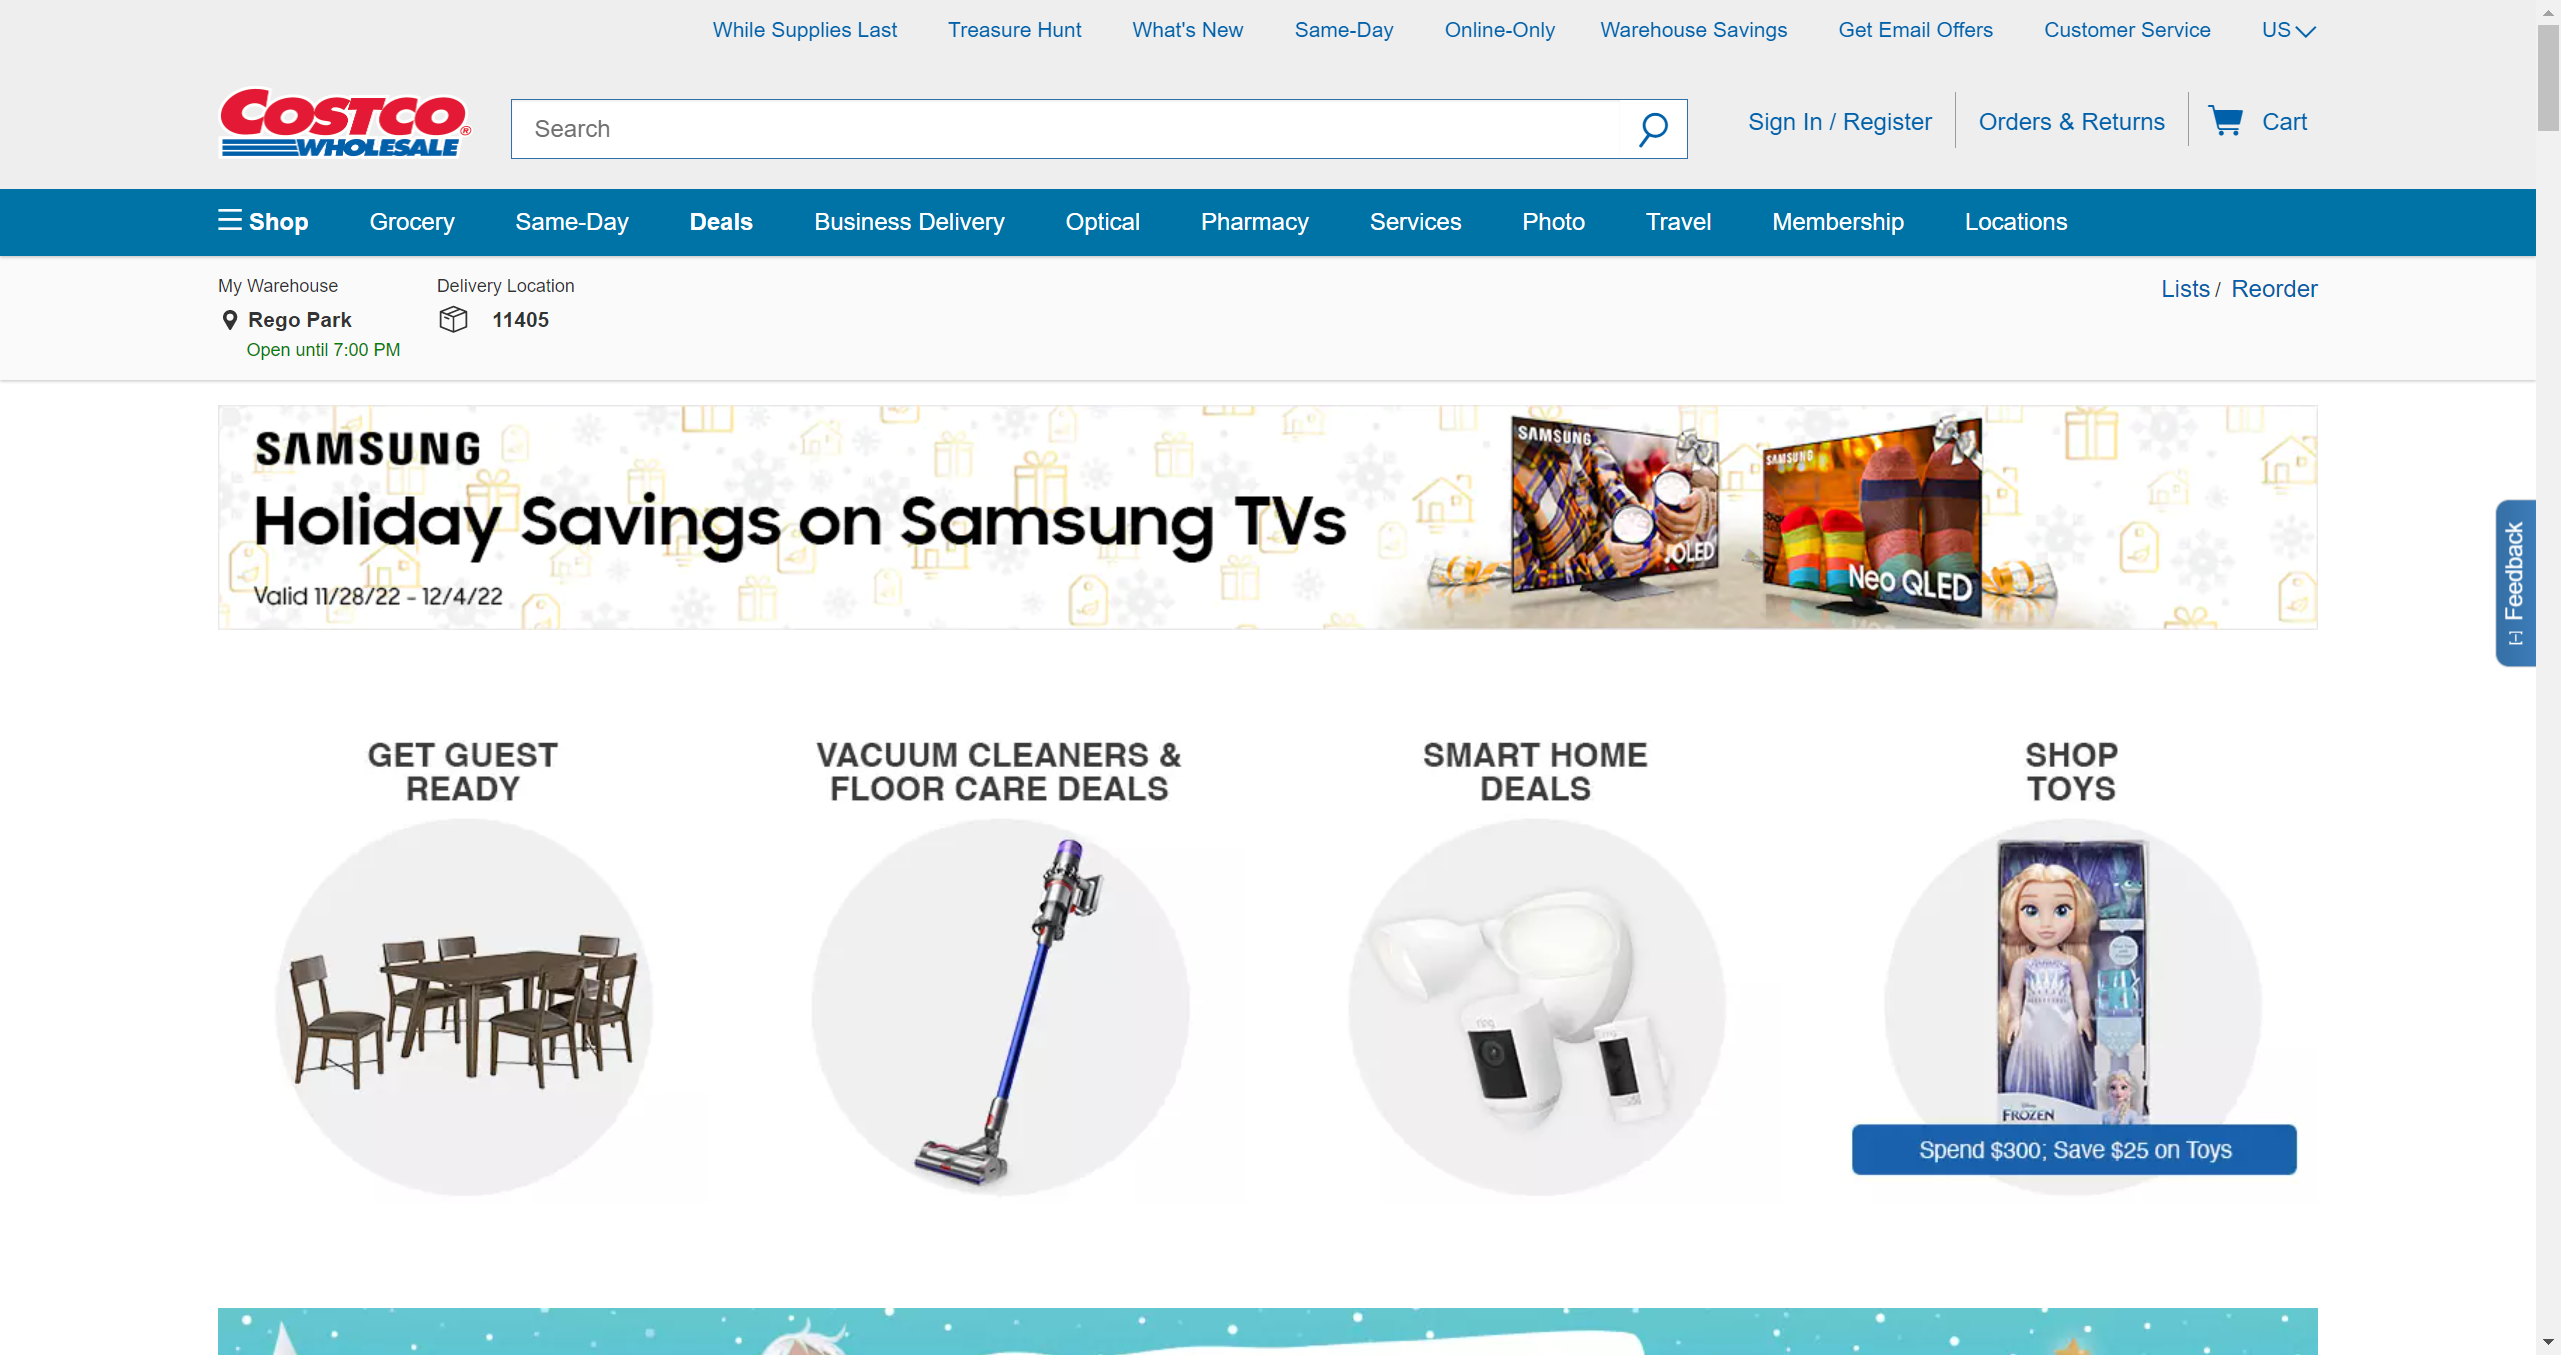 While Supplies Last Treasure Hunt What's New Same-Day Online-Only Warehouse Savings Get Email Offers Customer Service US
COSTCO ®
WHOLESALE
Search
Sign In / Register Orders & Returns Cart
Shop Grocery Same-Day Deals Business Delivery Optical Pharmacy Services Photo Travel Membership Locations
My Warehouse Delivery Location
Lists / Reorder
Rego Park 11405
Open until 7:00 PM
SAMSUNG
Holiday Savings on Samsung TVs
Valid 11/28/22 - 12/4/22
SAMSUNG
OLED
SAMSUNG
Neo QLED
[-] Feedback
GET GUEST
READY
VACUUM CLEANERS &
FLOOR CARE DEALS
SMART HOME
DEALS
SHOP
TOYS
ring
ring
Disney
FROZEN
Spend $300; Save $25 on Toys